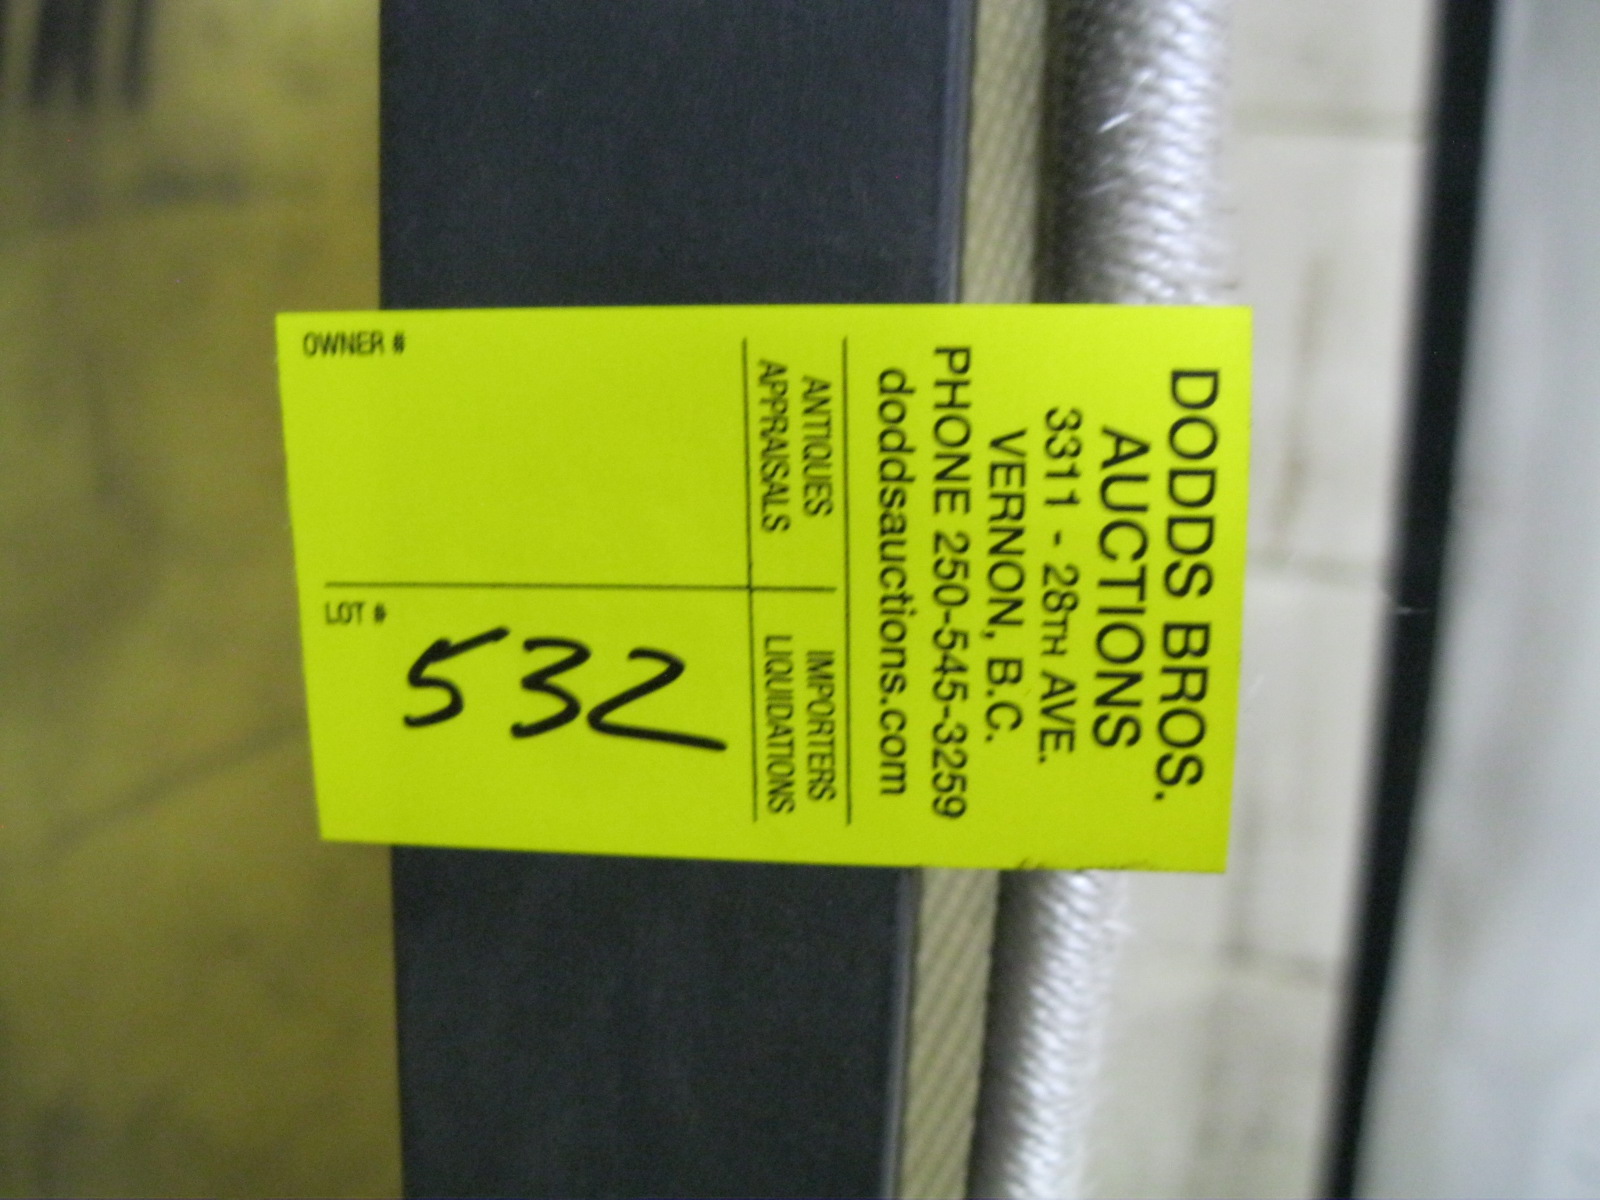 DODDS BROS.
AUCTIONS
3311 - 28TH AVE.
VERNON, B.C.
PHONE 250-545-3259
doddsauctions.com
ANTIQUES
APPRAISALS
IMPORTERS
LIQUIDATIONS
OWNER #
LOT #
532